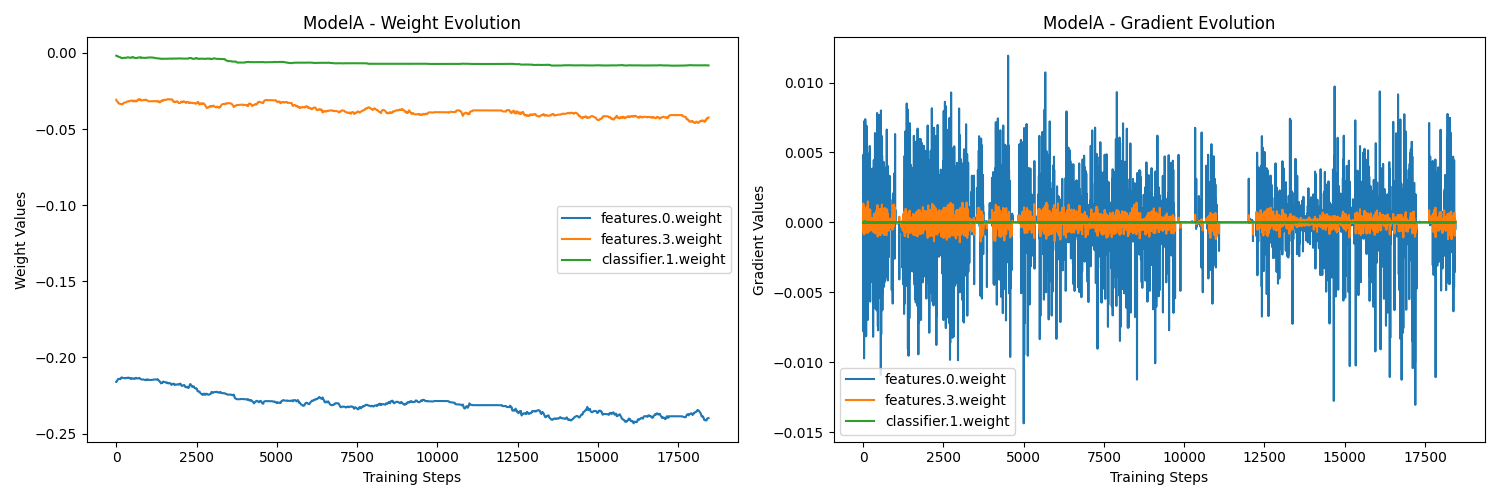 ModelA - Weight Evolution
0.00
−0.05
−0.10
−0.15
−0.20
−0.25
Weight Values
features.0.weight
features.3.weight
classifier.1.weight
0 2500 5000 7500 10000 12500 15000 17500
Training Steps
ModelA - Gradient Evolution
0.010
0.005
0.000
−0.005
−0.010
−0.015
Gradient Values
features.0.weight
features.3.weight
classifier.1.weight
0 2500 5000 7500 10000 12500 15000 17500
Training Steps